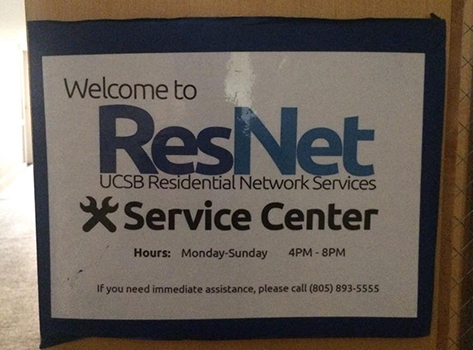 Welcome to
ResNet
UCSB Residential Network Services
Service Center
Hours: Monday-Sunday 4PM - 8PM
If you need immediate assistance, please call (805) 893-5555